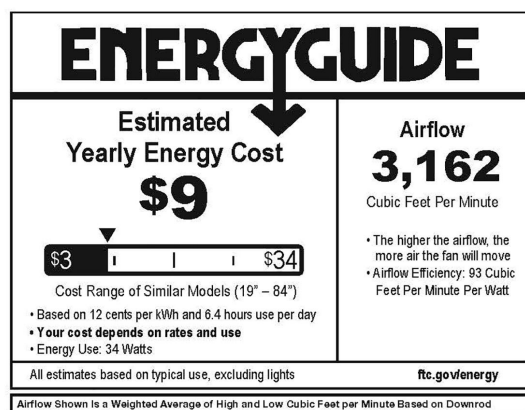 ENERGYGUIDE
Estimated
Yearly Energy Cost
$9
$3
$34
Cost Range of Similar Models (19" – 84")
• Based on 12 cents per kWh and 6.4 hours use per day
• Your cost depends on rates and use
• Energy Use: 34 Watts
Airflow
3,162
Cubic Feet Per Minute
• The higher the airflow, the
more air the fan will move
• Airflow Efficiency: 93 Cubic
Feet Per Minute Per Watt
All estimates based on typical use, excluding lights
ftc.gov/energy
Airflow Shown Is a Weighted Average of High and Low Cubic Feet per Minute Based on Downrod